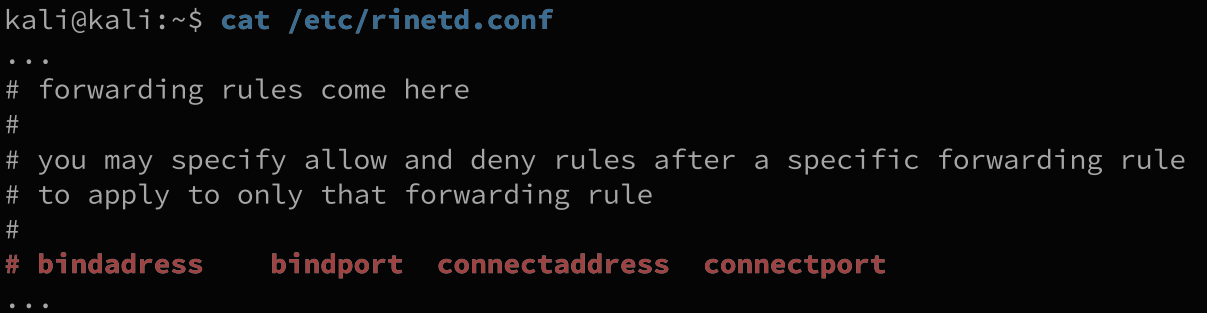 kali@kali:~$ cat /etc/rinetd.conf
...
# forwarding rules come here
#
# you may specify allow and deny rules after a specific forwarding rule
# to apply to only that forwarding rule
#
# bindadress    bindport  connectaddress  connectport
...